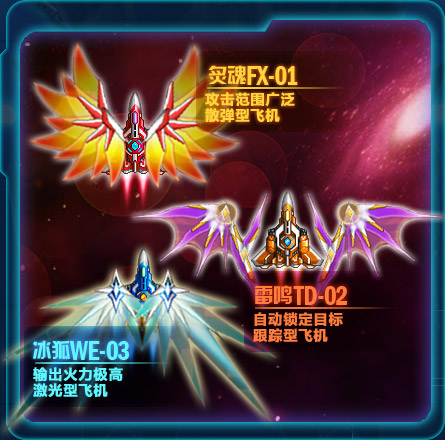 炙魂FX-01
攻击范围广泛
散弹型飞机
雷鸣TD-02
自动锁定目标
跟踪型飞机
冰狐WE-03
输出火力极高
激光型飞机